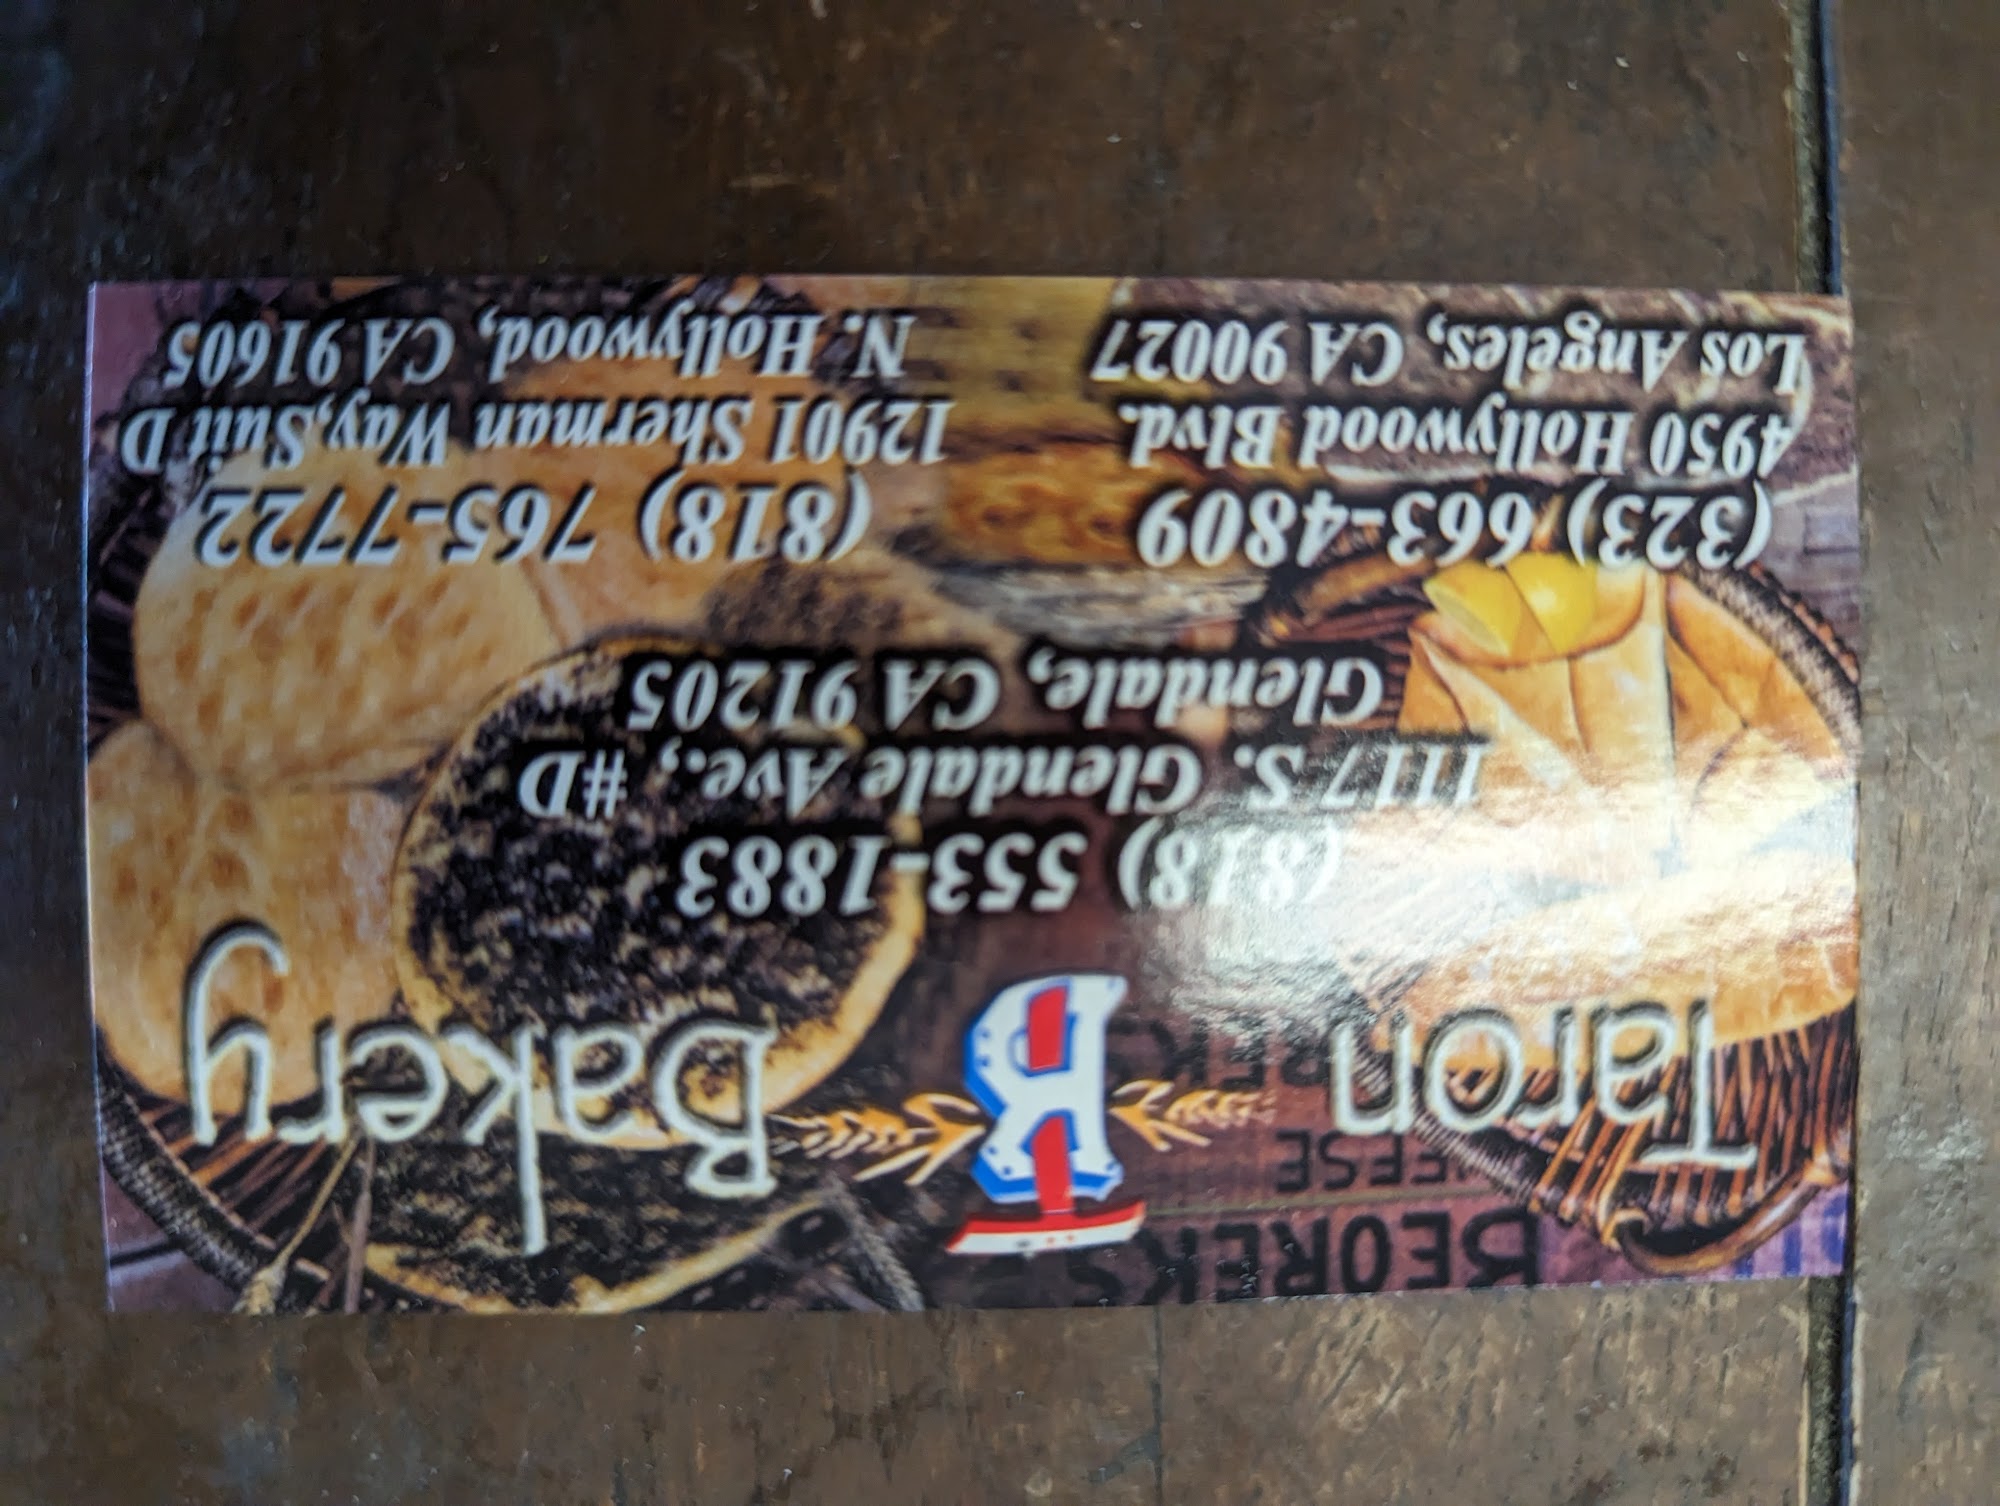 BEOREKS
Taron
Bakery
(818) 553-1883
1117 S. Glendale Ave., #D
Glendale, CA 91205
(323) 663-4809
4950 Hollywood Blvd.
Los Angeles, CA 90027
(818) 765-7722
12901 Sherman Way,Suit D
N. Hollywood, CA 91605